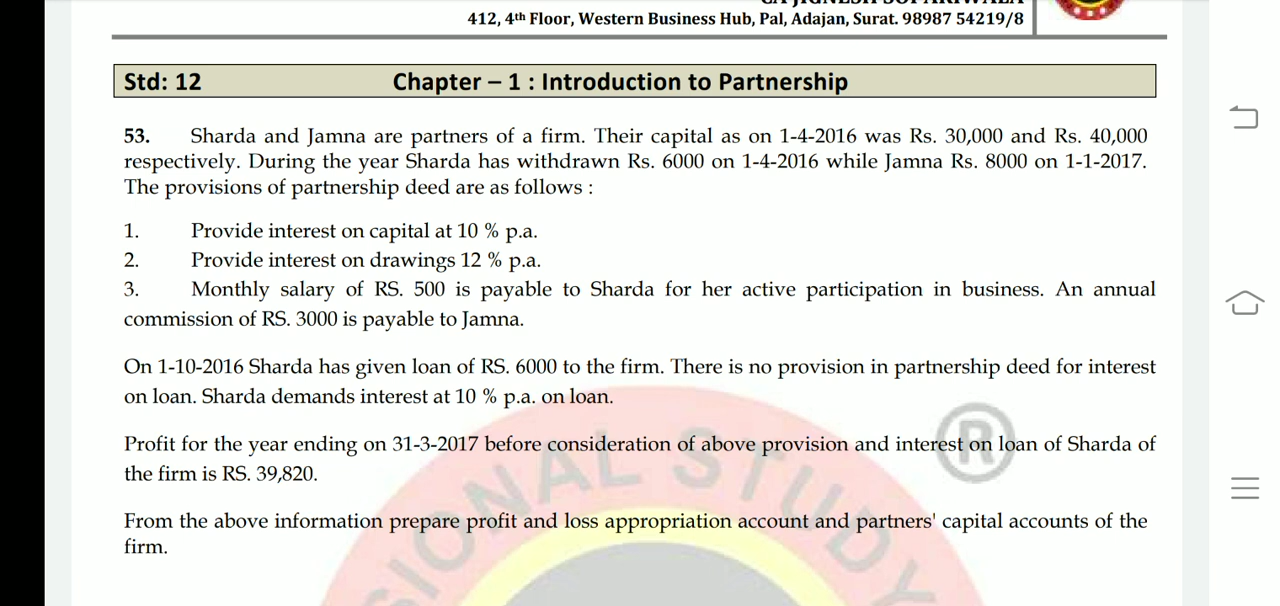 412, 4th Floor, Western Business Hub, Pal, Adajan, Surat. 98987 54219/8
Std: 12 Chapter – 1 : Introduction to Partnership
53. Sharda and Jamna are partners of a firm. Their capital as on 1-4-2016 was Rs. 30,000 and Rs. 40,000
respectively. During the year Sharda has withdrawn Rs. 6000 on 1-4-2016 while Jamna Rs. 8000 on 1-1-2017.
The provisions of partnership deed are as follows :
1. Provide interest on capital at 10 % p.a.
2. Provide interest on drawings 12 % p.a.
3. Monthly salary of RS. 500 is payable to Sharda for her active participation in business. An annual
commission of RS. 3000 is payable to Jamna.
On 1-10-2016 Sharda has given loan of RS. 6000 to the firm. There is no provision in partnership deed for interest
on loan. Sharda demands interest at 10 % p.a. on loan.
Profit for the year ending on 31-3-2017 before consideration of above provision and interest on loan of Sharda of
the firm is RS. 39,820.
From the above information prepare profit and loss appropriation account and partners' capital accounts of the
firm.
IONAL STUDY
®